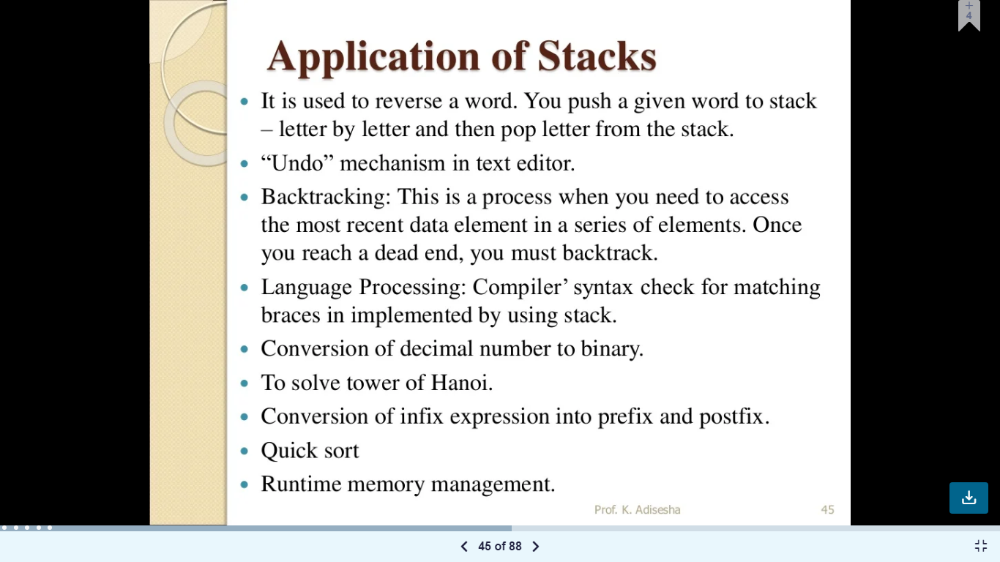 +
4
Application of Stacks
• It is used to reverse a word. You push a given word to stack
– letter by letter and then pop letter from the stack.
• “Undo” mechanism in text editor.
• Backtracking: This is a process when you need to access
the most recent data element in a series of elements. Once
you reach a dead end, you must backtrack.
• Language Processing: Compiler’ syntax check for matching
braces in implemented by using stack.
• Conversion of decimal number to binary.
• To solve tower of Hanoi.
• Conversion of infix expression into prefix and postfix.
• Quick sort
• Runtime memory management.
Prof. K. Adisesha 45
45 of 88